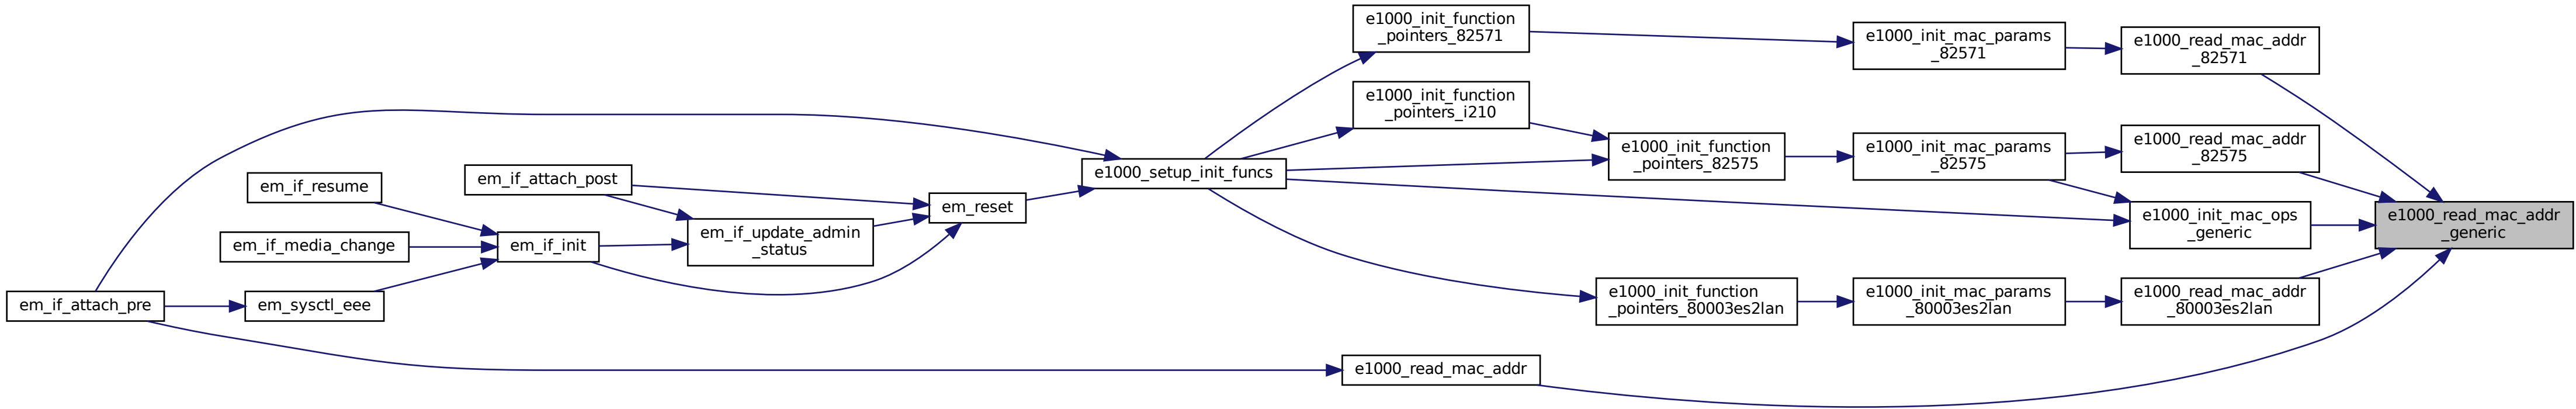 e1000_init_function
_pointers_82571
e1000_init_mac_params
_82571
e1000_read_mac_addr
_82571
e1000_init_function
_pointers_i210
e1000_init_function
_pointers_82575
e1000_init_mac_params
_82575
e1000_read_mac_addr
_82575
em_if_resume
em_if_attach_post
e1000_setup_init_funcs
em_reset
e1000_init_mac_ops
_generic
e1000_read_mac_addr
_generic
em_if_media_change
em_if_init
em_if_update_admin
_status
em_if_attach_pre
em_sysctl_eee
e1000_init_function
_pointers_80003es2lan
e1000_init_mac_params
_80003es2lan
e1000_read_mac_addr
_80003es2lan
e1000_read_mac_addr